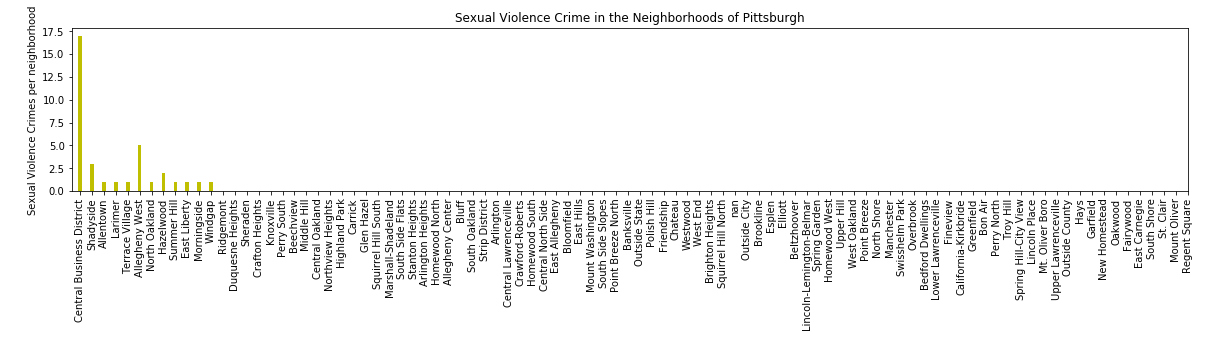 Sexual Violence Crime in the Neighborhoods of Pittsburgh
Sexual Violence Crimes per neighborhood
17.5
15.0
12.5
10.0
7.5
5.0
2.5
0.0
Central Business District
Shadyside
Allentown
Larimer
Terrace Village
Allegheny West
North Oakland
Hazelwood
Summer Hill
East Liberty
Morningside
Windgap
Ridgemont
Duquesne Heights
Sheraden
Crafton Heights
Knoxville
Perry South
Beechview
Middle Hill
Central Oakland
Northview Heights
Highland Park
Carrick
Glen Hazel
Squirrel Hill South
Marshall-Shadeland
South Side Flats
Stanton Heights
Arlington Heights
Homewood North
Allegheny Center
Bluff
South Oakland
Strip District
Arlington
Central Lawrenceville
Crawford-Roberts
Homewood South
Central North Side
East Allegheny
Bloomfield
East Hills
Mount Washington
South Side Slopes
Point Breeze North
Banksville
Outside State
Polish Hill
Friendship
Chateau
Westwood
West End
Brighton Heights
Squirrel Hill North
nan
Outside City
Brookline
Esplen
Elliott
Beltzhoover
Lincoln-Lemington-Belmar
Spring Garden
Homewood West
Upper Hill
West Oakland
Point Breeze
North Shore
Manchester
Swisshelm Park
Overbrook
Bedford Dwellings
Lower Lawrenceville
Fineview
California-Kirkbride
Greenfield
Bon Air
Perry North
Troy Hill
Spring Hill-City View
Lincoln Place
Mt. Oliver Boro
Upper Lawrenceville
Outside County
Hays
Garfield
New Homestead
Oakwood
Fairywood
East Carnegie
South Shore
St. Clair
Mount Oliver
Regent Square